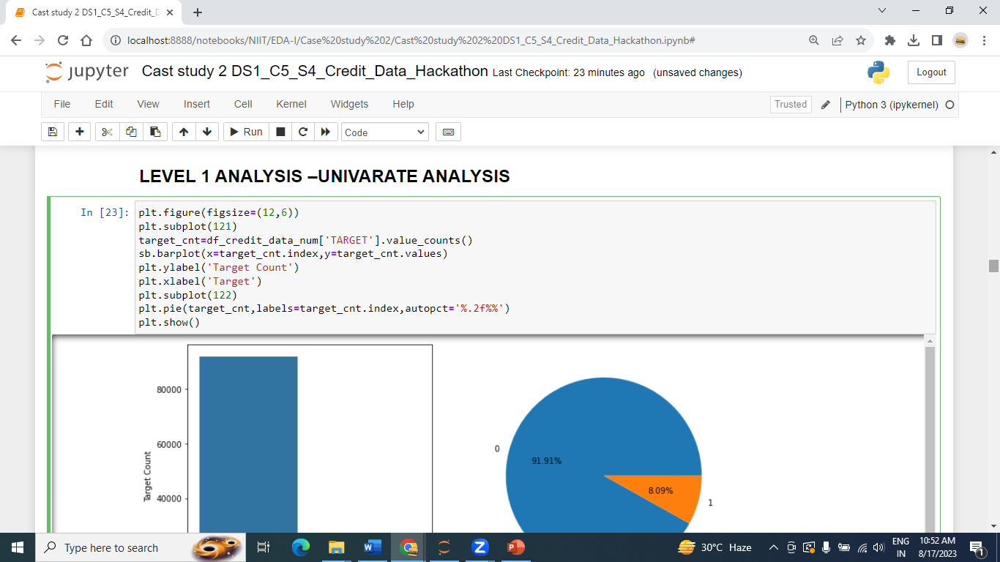 Cast study 2 DS1_C5_S4_Credit_D
localhost:8888/notebooks/NIIT/EDA-I/Case%20study%202/Cast%20study%202%20DS1_C5_S4_Credit_Data_Hackathon.ipynb#
jupyter Cast study 2 DS1_C5_S4_Credit_Data_Hackathon Last Checkpoint: 23 minutes ago (unsaved changes)
Logout
File Edit View Insert Cell Kernel Widgets Help
Trusted Python 3 (ipykernel)
Run Code
LEVEL 1 ANALYSIS –UNIVARATE ANALYSIS
In [23]:
plt.figure(figsize=(12,6))
plt.subplot(121)
target_cnt=df_credit_data_num['TARGET'].value_counts()
sb.barplot(x=target_cnt.index,y=target_cnt.values)
plt.ylabel('Target Count')
plt.xlabel('Target')
plt.subplot(122)
plt.pie(target_cnt,labels=target_cnt.index,autopct='%.2f%%')
plt.show()
80000
60000
40000
Target Count
0
91.91%
8.09%
1
Type here to search
30°C Haze
ENG
IN
10:52 AM
8/17/2023
1